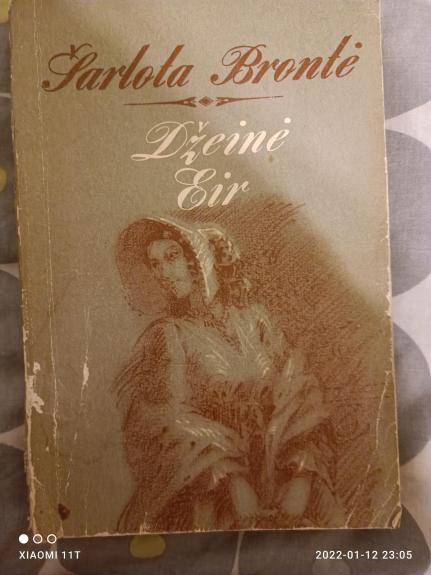 Šarlota Brontė
Džeinė
Eir
XIAOMI 11T
2022-01-12 23:05